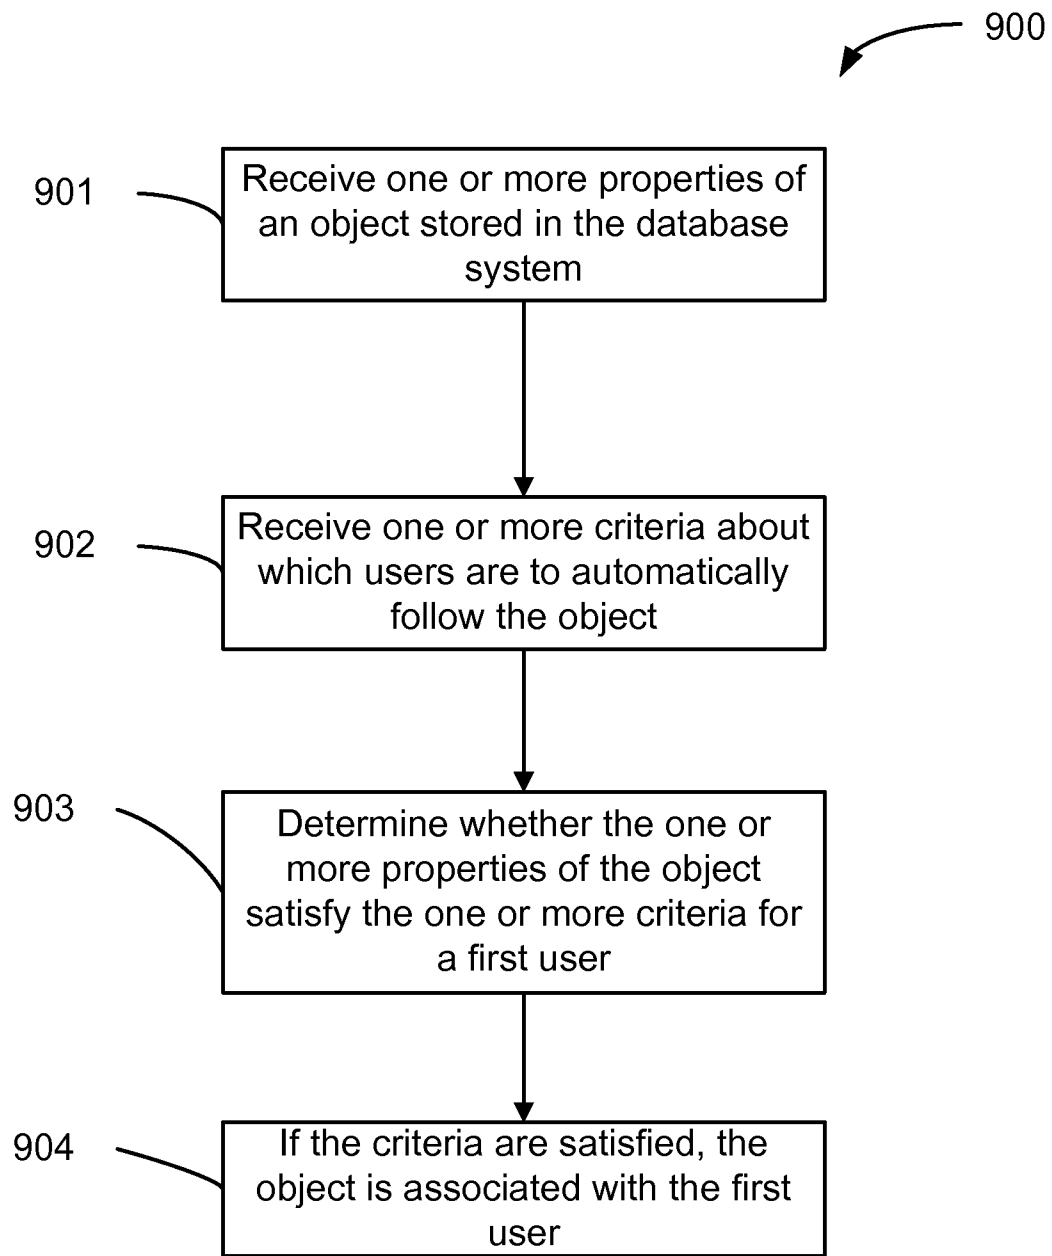 900
901
Receive one or more properties of
an object stored in the database
system
902
Receive one or more criteria about
which users are to automatically
follow the object
903
Determine whether the one or
more properties of the object
satisfy the one or more criteria for
a first user
904
If the criteria are satisfied, the
object is associated with the first
user